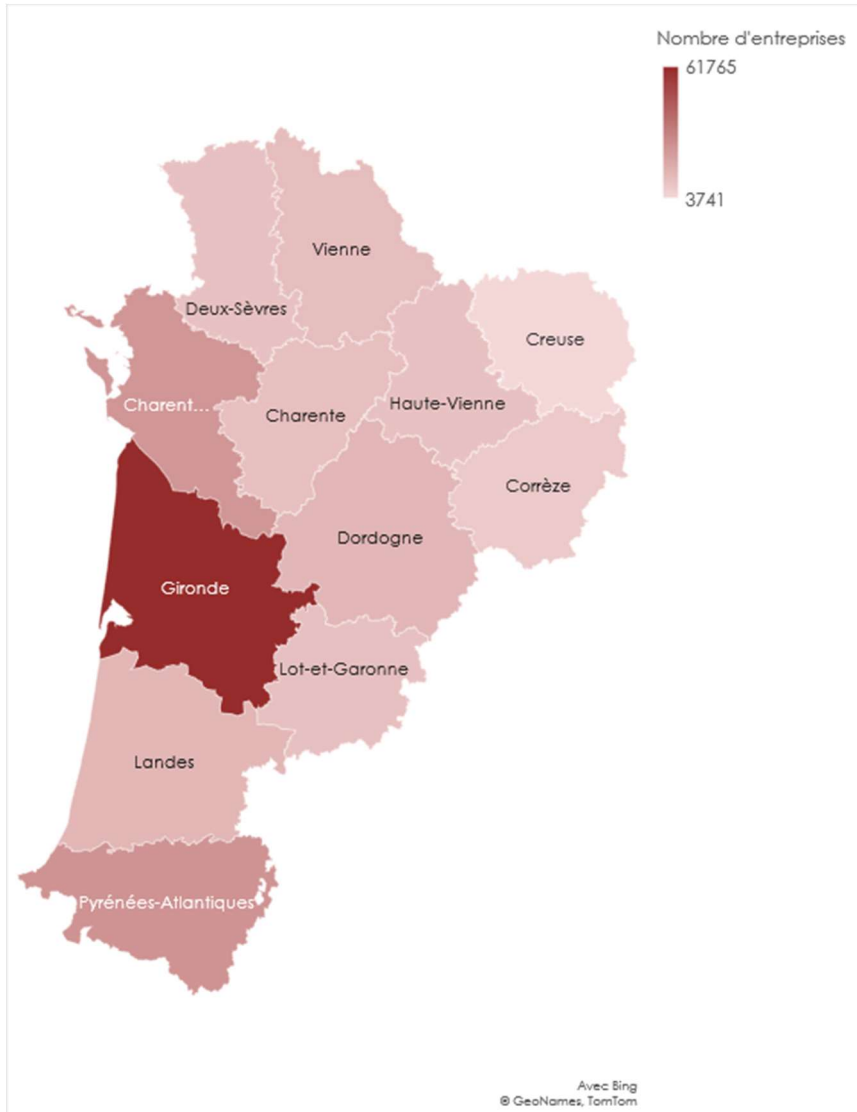 Nombre d'entreprises
61765
3741
Vienne
Deux-Sèvres
Creuse
Charent...
Charente
Haute-Vienne
Corrèze
Dordogne
Gironde
Lot-et-Garonne
Landes
Pyrénées-Atlantiques
Avec Bing
© GeoNames, TomTom